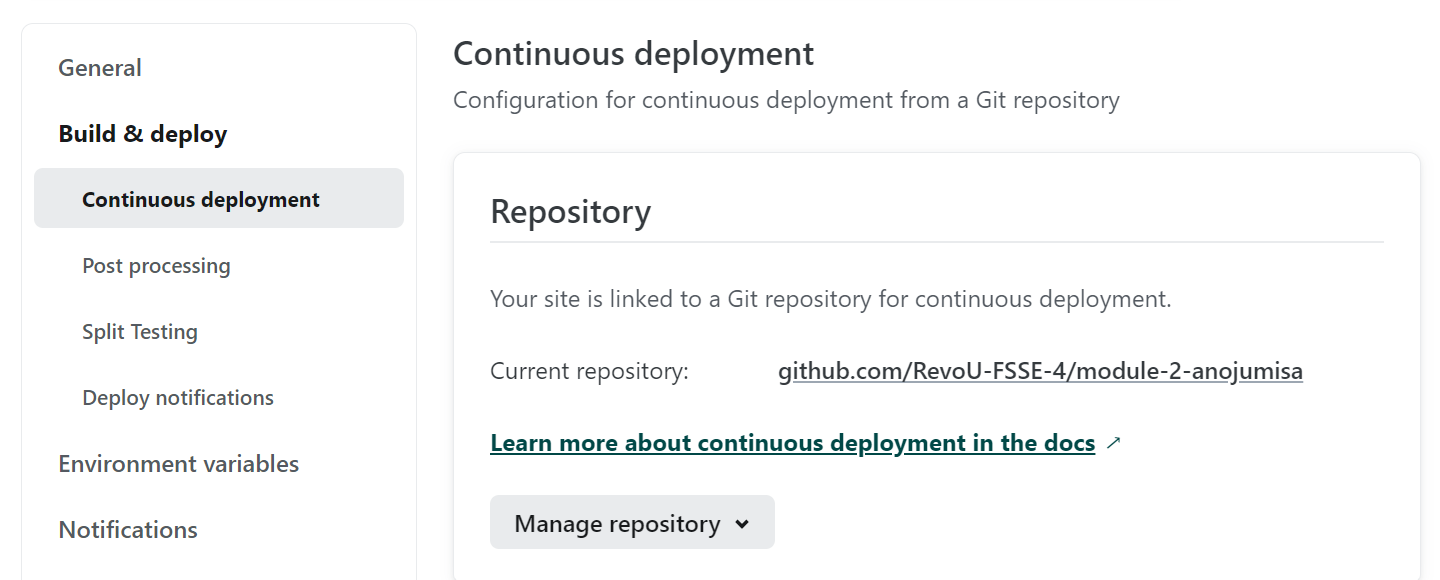 General
Build & deploy
Continuous deployment
Post processing
Split Testing
Deploy notifications
Environment variables
Notifications
Continuous deployment
Configuration for continuous deployment from a Git repository
Repository
Your site is linked to a Git repository for continuous deployment.
Current repository: github.com/RevoU-FSSE-4/module-2-anojumisa
Learn more about continuous deployment in the docs ↗
Manage repository